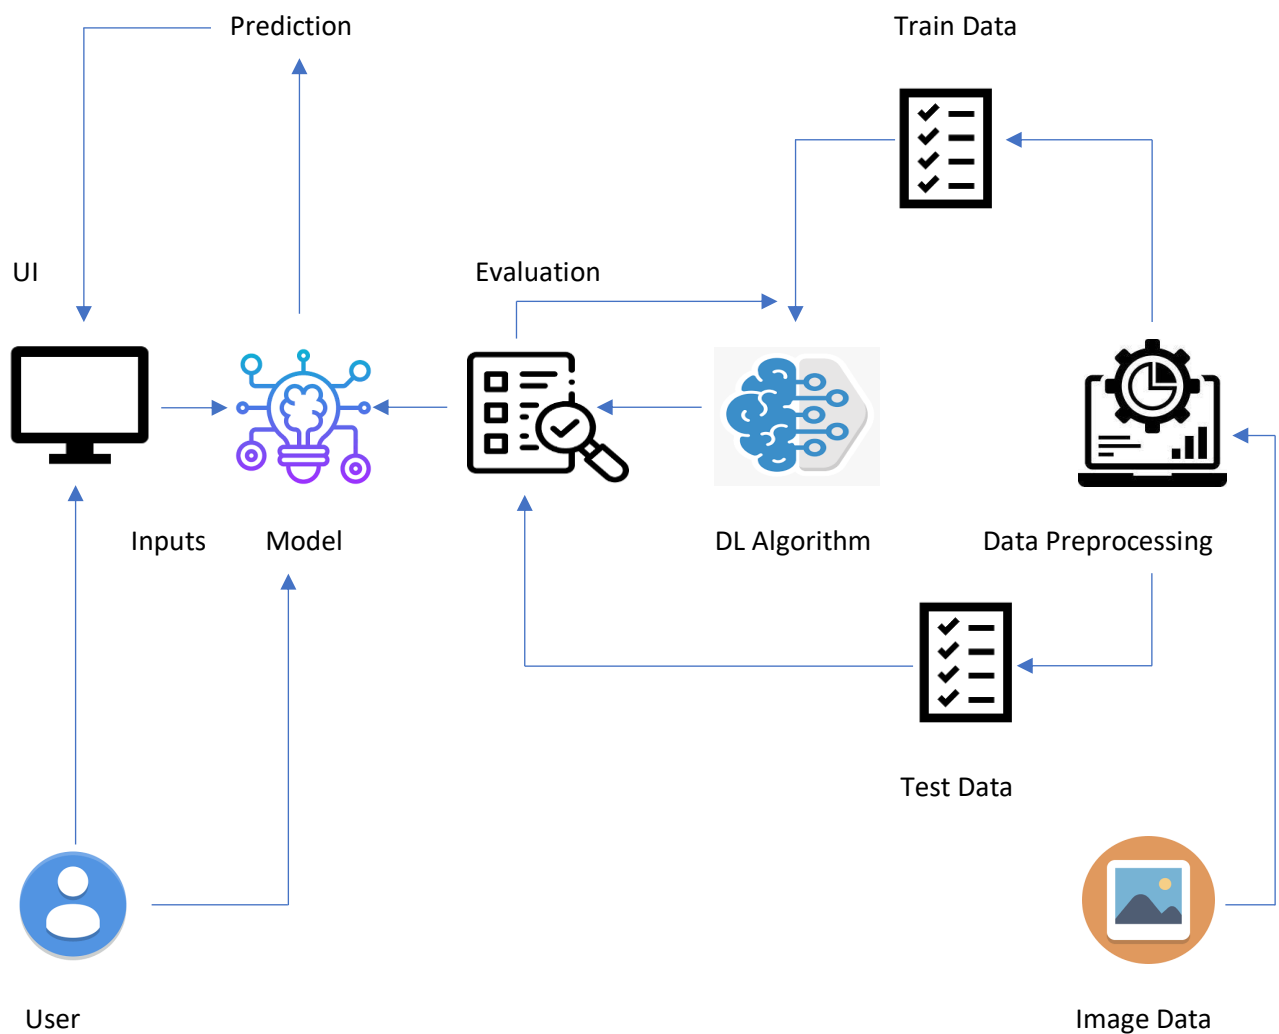 Prediction
Train Data
UI
Evaluation
Inputs
Model
DL Algorithm
Data Preprocessing
Test Data
User
Image Data